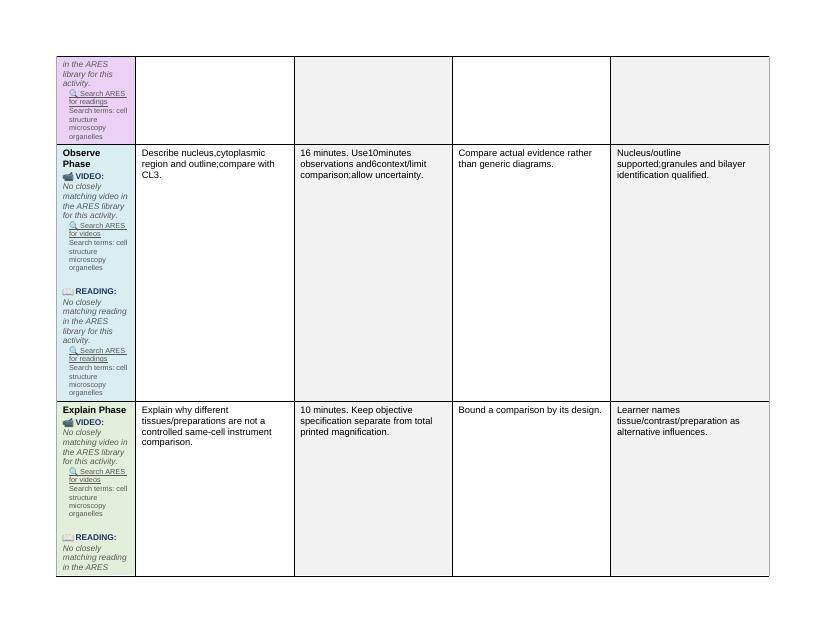 in the ARES
library for this
activity.
🔍 Search ARES
for readings
Search terms: cell
structure
microscopy
organelles
Observe
Phase
📹 VIDEO:
No closely
matching video in
the ARES library
for this activity.
🔍 Search ARES
for videos
Search terms: cell
structure
microscopy
organelles
📖 READING:
No closely
matching reading
in the ARES
library for this
activity.
🔍 Search ARES
for readings
Search terms: cell
structure
microscopy
organelles
Describe nucleus,cytoplasmic
region and outline;compare with
CL3.
16 minutes. Use10minutes
observations and6context/limit
comparison;allow uncertainty.
Compare actual evidence rather
than generic diagrams.
Nucleus/outline
supported;granules and bilayer
identification qualified.
Explain Phase
📹 VIDEO:
No closely
matching video in
the ARES library
for this activity.
🔍 Search ARES
for videos
Search terms: cell
structure
microscopy
organelles
📖 READING:
No closely
matching reading
in the ARES
Explain why different
tissues/preparations are not a
controlled same-cell instrument
comparison.
10 minutes. Keep objective
specification separate from total
printed magnification.
Bound a comparison by its design.
Learner names
tissue/contrast/preparation as
alternative influences.